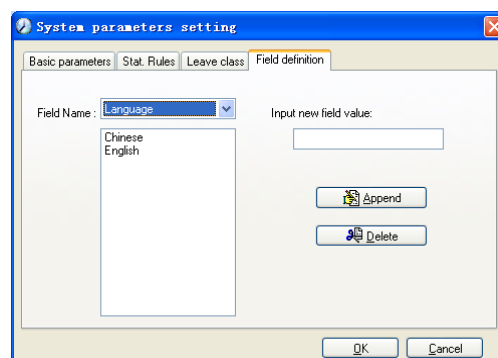 System parameters setting
Basic parameters Stat. Rules Leave class Field definition
Field Name : Language
Input new field value:
Chinese
English
Append
Delete
OK Cancel